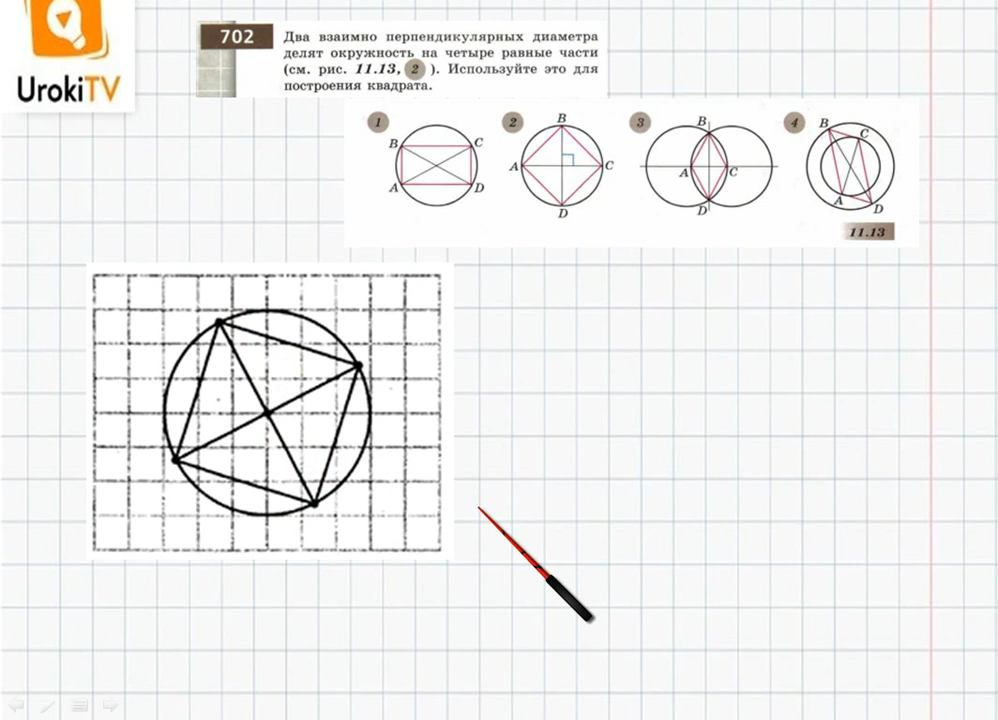 UrokiTV
702
Два взаимно перпендикулярных диаметра
делят окружность на четыре равные части
(см. рис. 11.13, 2 ). Используйте это для
построения квадрата.
1
B
C
A
D
2
B
A
C
D
3
B
A
C
D
4
B
C
A
D
11.13